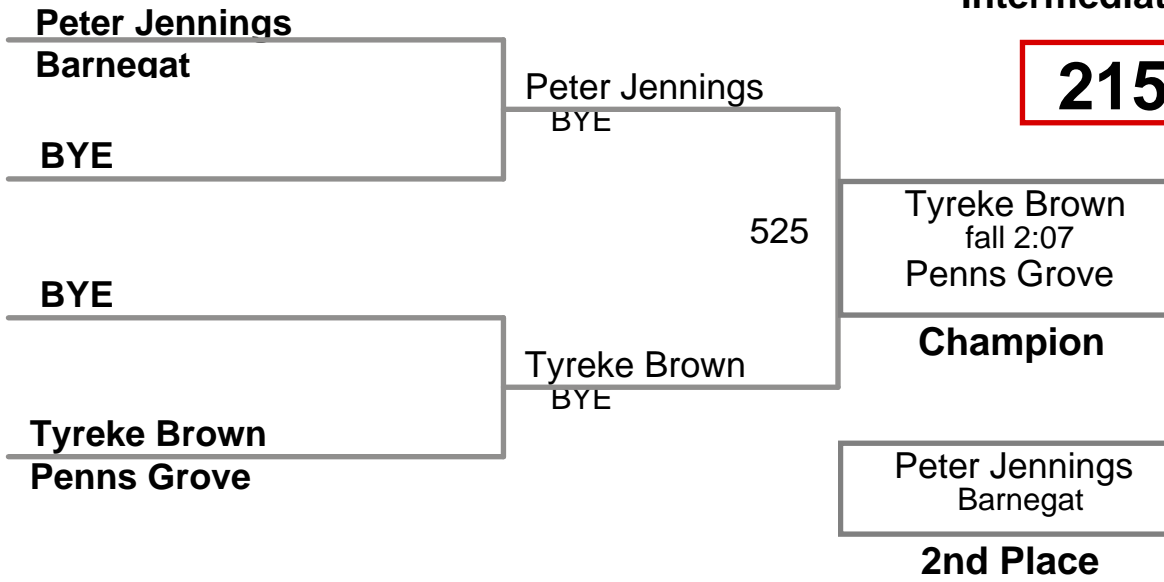 Peter Jennings
Barnegat
BYE
BYE
Tyreke Brown
Penns Grove
Peter Jennings
BYE
525
Tyreke Brown
BYE
215
Tyreke Brown
fall 2:07
Penns Grove
Champion
Peter Jennings
Barnegat
2nd Place